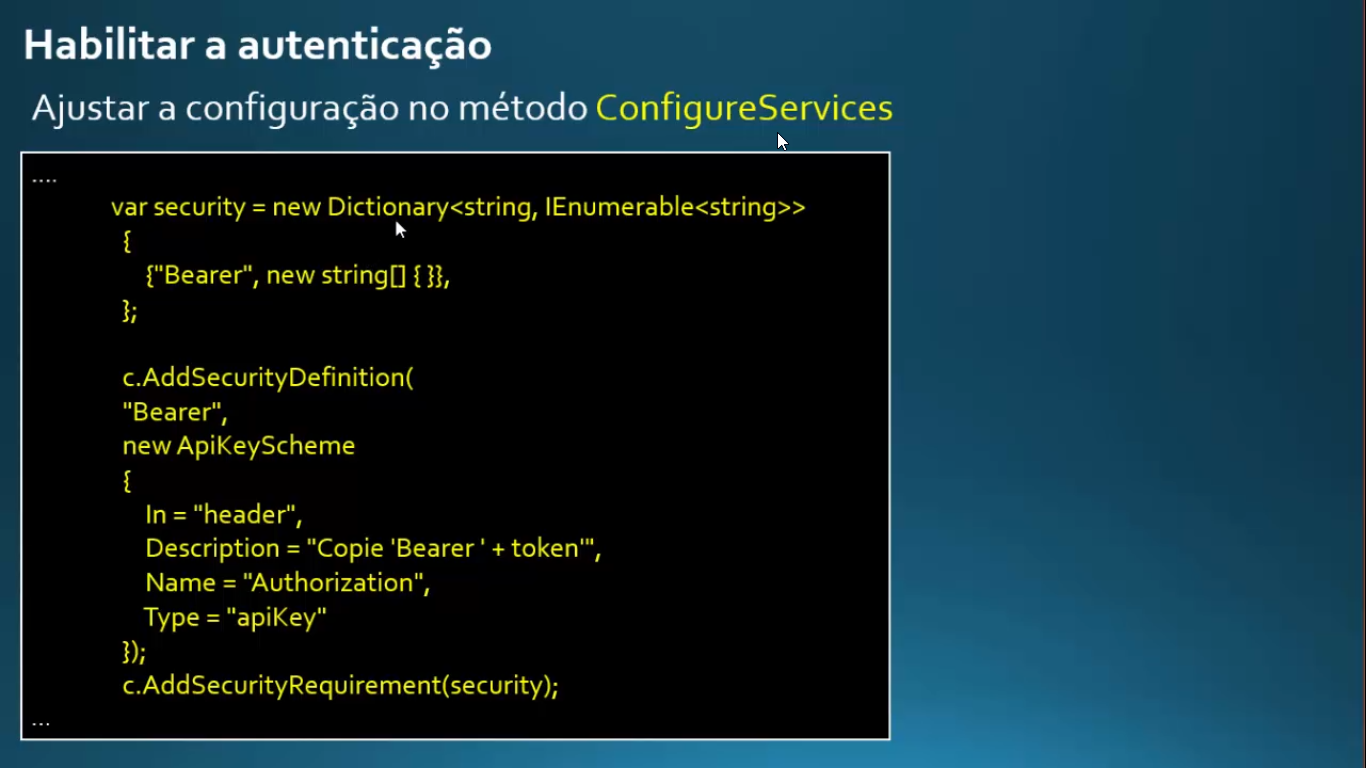 Habilitar a autenticação
Ajustar a configuração no método ConfigureServices
....
var security = new Dictionary<string, IEnumerable<string>>
{
{"Bearer", new string[] { }},
};
c.AddSecurityDefinition(
"Bearer",
new ApiKeyScheme
{
In = "header",
Description = "Copie 'Bearer ' + token'",
Name = "Authorization",
Type = "apiKey"
});
c.AddSecurityRequirement(security);
...